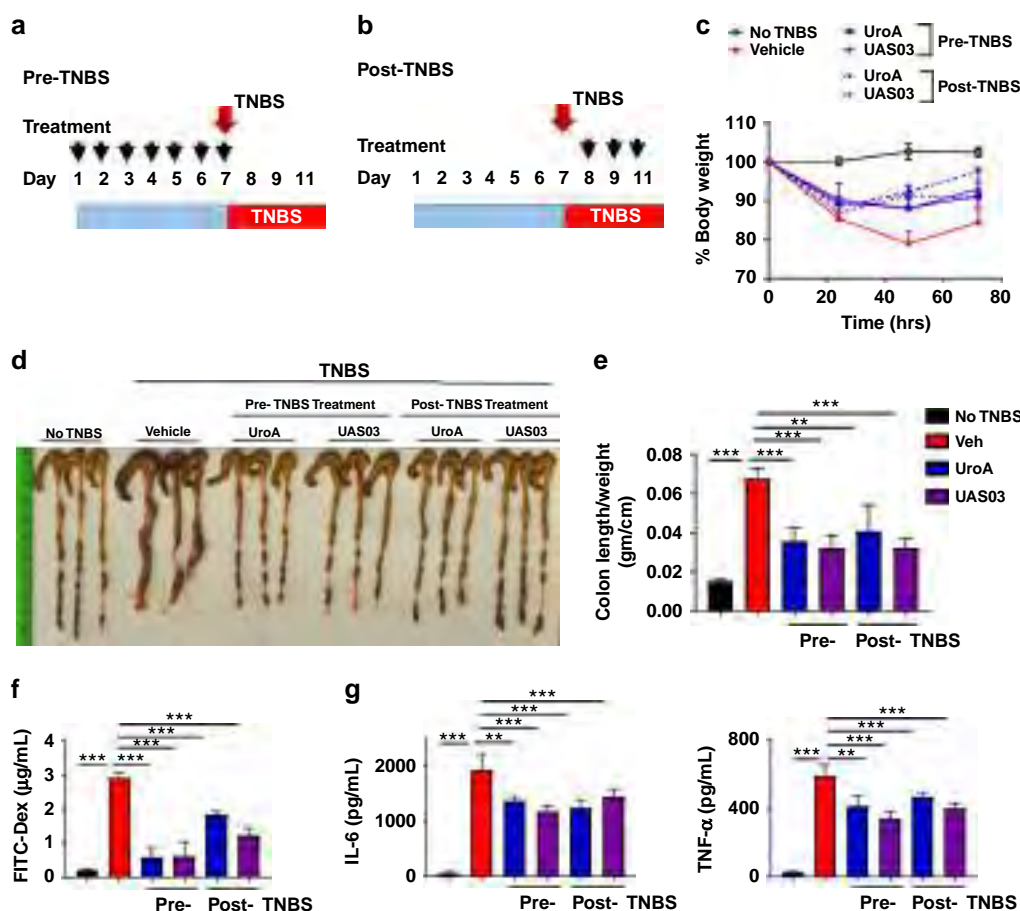 a
Pre-TNBS
TNBS
Treatment
Day 1 2 3 4 5 6 7 8 9 11
TNBS
b
Post-TNBS
TNBS
Treatment
Day 1 2 3 4 5 6 7 8 9 11
TNBS
c
No TNBS
Vehicle
UroA
UAS03
Pre-TNBS
UroA
UAS03
Post-TNBS
% Body weight
110
100
90
80
70
0 20 40 60 80
Time (hrs)
d
TNBS
Pre- TNBS Treatment Post- TNBS Treatment
No TNBS Vehicle UroA UAS03 UroA UAS03
e
No TNBS
Veh
UroA
UAS03
***
**
***
*** ***
Colon length/weight
(gm/cm)
0.08
0.06
0.04
0.02
0.00
Pre- Post- TNBS
f
***
***
***
*** ***
FITC-Dex (µg/mL)
4
3
2
1
0
Pre- Post- TNBS
g
***
***
***
*** **
IL-6 (pg/mL)
2000
1000
0
Pre- Post- TNBS
***
***
***
*** **
TNF-α (pg/mL)
800
400
0
Pre- Post- TNBS